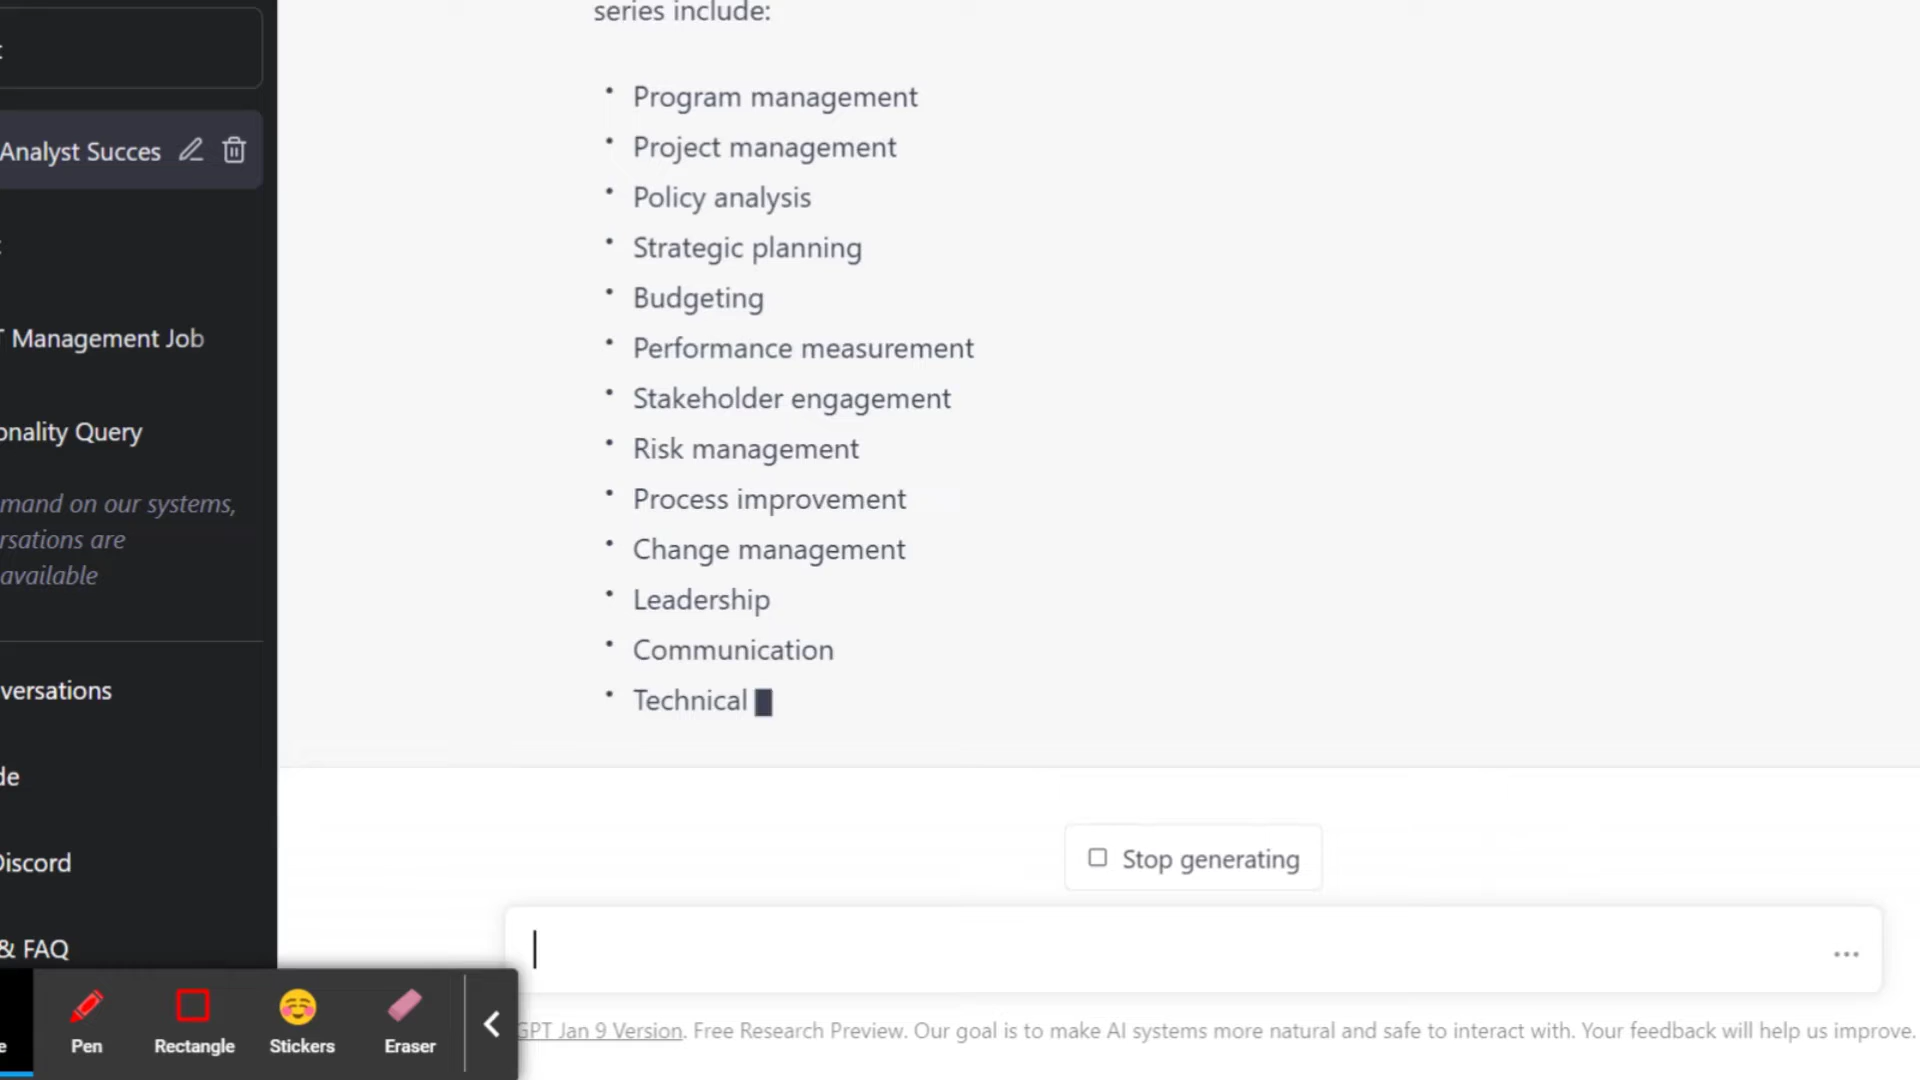 series include:
Program management
Project management
Policy analysis
Strategic planning
Budgeting
Performance measurement
Stakeholder engagement
Risk management
Process improvement
Change management
Leadership
Communication
Technical
Analyst Succes
Management Job
onality Query
mand on our systems,
rsations are
available
versations
de
Discord
& FAQ
Stop generating
Pen
Rectangle
Stickers
Eraser
GPT Jan 9 Version. Free Research Preview. Our goal is to make AI systems more natural and safe to interact with. Your feedback will help us improve.